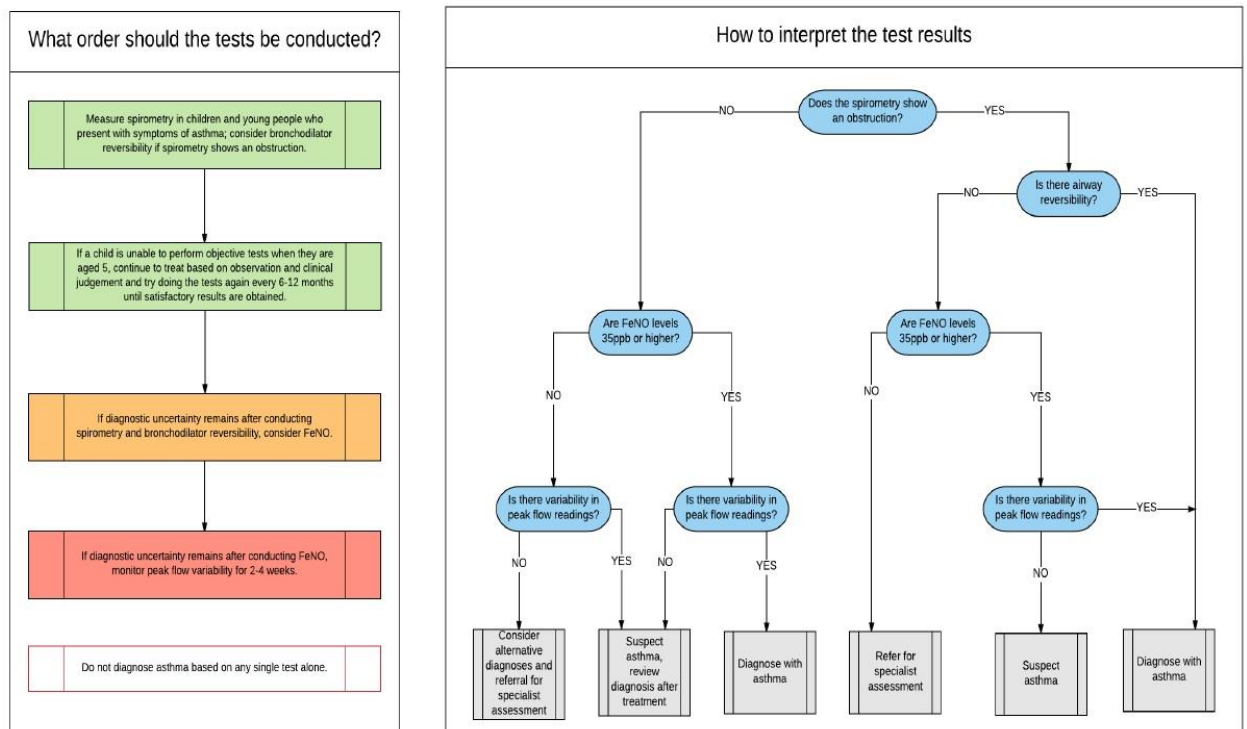 What order should the tests be conducted?
Measure spirometry in children and young people who
present with symptoms of asthma; consider bronchodilator
reversibility if spirometry shows an obstruction.
If a child is unable to perform objective tests when they are
aged 5, continue to treat based on observation and clinical
judgement and try doing the tests again every 6-12 months
until satisfactory results are obtained.
If diagnostic uncertainty remains after conducting
spirometry and bronchodilator reversibility, consider FeNO.
If diagnostic uncertainty remains after conducting FeNO,
monitor peak flow variability for 2-4 weeks.
Do not diagnose asthma based on any single test alone.
How to interpret the test results
Does the spirometry show
an obstruction?
NO
YES
Is there airway
reversibility?
NO
YES
Are FeNO levels
35ppb or higher?
Are FeNO levels
35ppb or higher?
NO
YES
NO
YES
Is there variability in
peak flow readings?
Is there variability in
peak flow readings?
Is there variability in
peak flow readings?
YES
NO
YES
NO
YES
NO
Consider
alternative
diagnoses and
referral for
specialist
assessment
Suspect
asthma,
review
diagnosis after
treatment
Diagnose with
asthma
Refer for
specialist
assessment
Suspect
asthma
Diagnose with
asthma